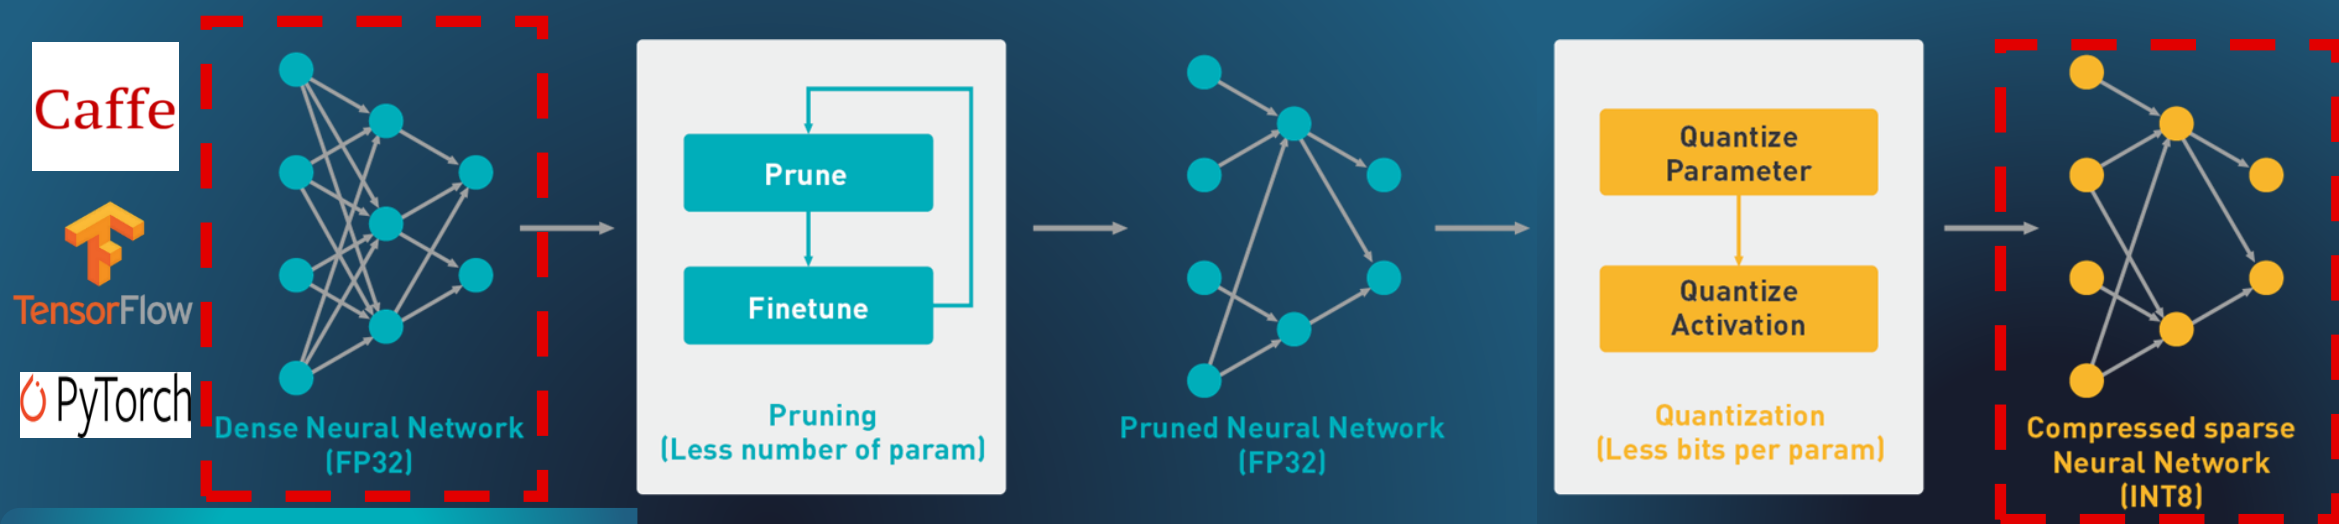 Caffe
TensorFlow
PyTorch
Dense Neural Network
(FP32)
Prune
Finetune
Pruning
(Less number of param)
Pruned Neural Network
(FP32)
Quantize
Parameter
Quantize
Activation
Quantization
(Less bits per param)
Compressed sparse
Neural Network
(INT8)